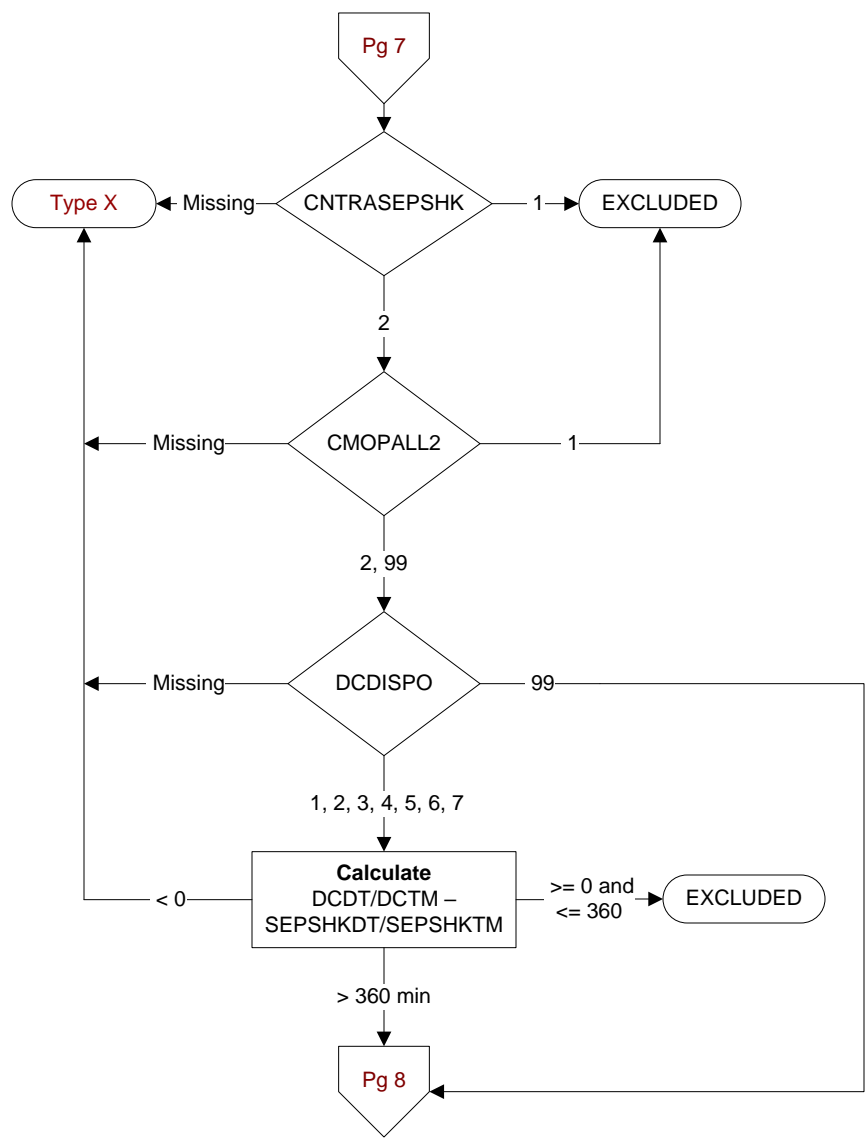 Pg 7
Type X
Missing
CNTRASEPSHK
1
EXCLUDED
2
Missing
CMOPALL2
1
2, 99
Missing
DCDISPO
99
1, 2, 3, 4, 5, 6, 7
< 0
Calculate
DCDT/DCTM –
SEPSHKDT/SEPSHKTM
>= 0 and
<= 360
EXCLUDED
> 360 min
Pg 8